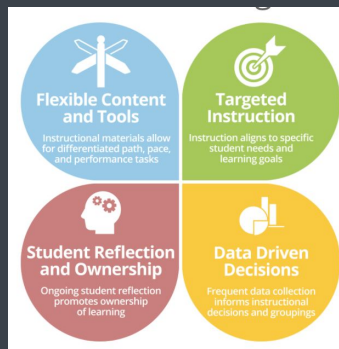 Flexible Content
and Tools
Instructional materials allow
for differentiated path, pace,
and performance tasks
Targeted
Instruction
Instruction aligns to specific
student needs and
learning goals
Student Reflection
and Ownership
Ongoing student reflection
promotes ownership
of learning
Data Driven
Decisions
Frequent data collection
informs instructional
decisions and groupings